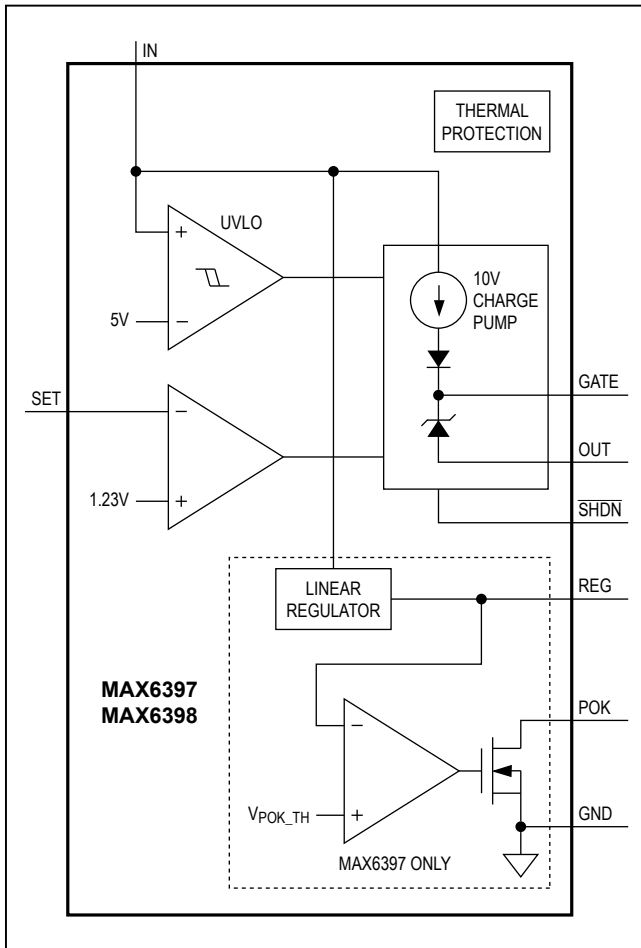 IN
THERMAL
PROTECTION
UVLO
+
5V
−
10V
CHARGE
PUMP
GATE
SET
−
OUT
1.23V
+
SHDN
LINEAR
REGULATOR
REG
MAX6397
MAX6398
−
POK
VPOK_TH
+
GND
MAX6397 ONLY